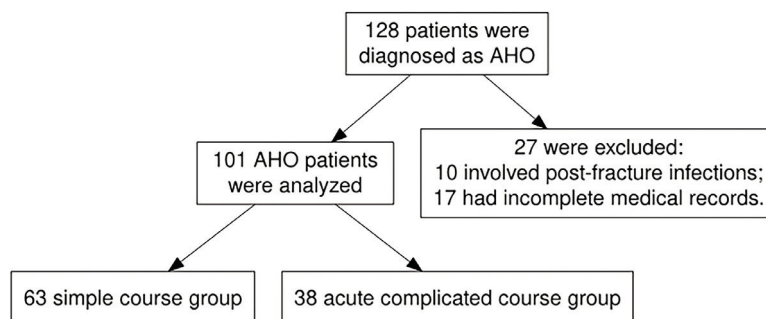 128 patients were
diagnosed as AHO
101 AHO patients
were analyzed
27 were excluded:
10 involved post-fracture infections;
17 had incomplete medical records.
63 simple course group
38 acute complicated course group